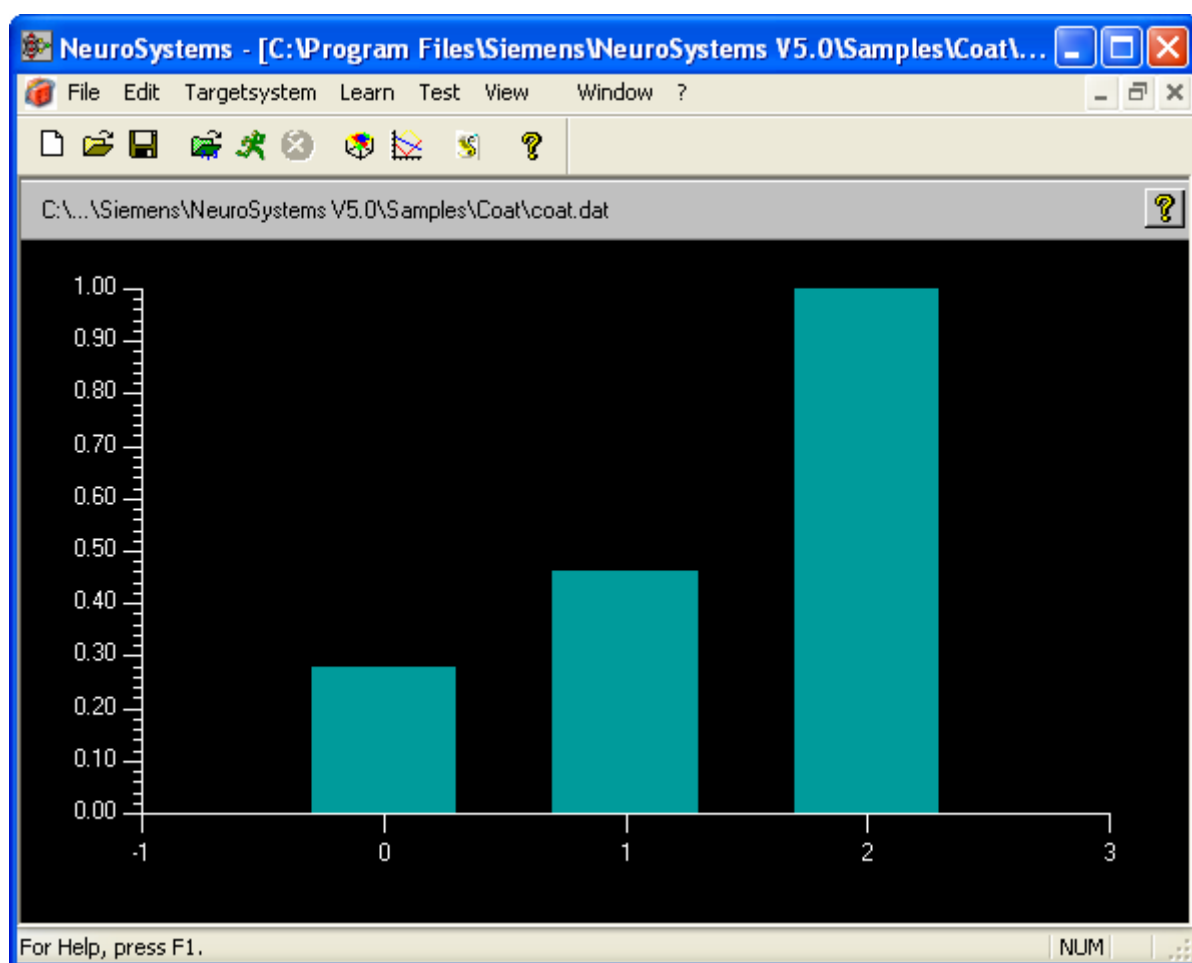 NeuroSystems - [C:\Program Files\Siemens\NeuroSystems V5.0\Samples\Coat\...
File Edit Targetsystem Learn Test View Window ?
C:\...\Siemens\NeuroSystems V5.0\Samples\Coat\coat.dat
1.00
0.90
0.80
0.70
0.60
0.50
0.40
0.30
0.20
0.10
0.00
-1 0 1 2 3
For Help, press F1. NUM